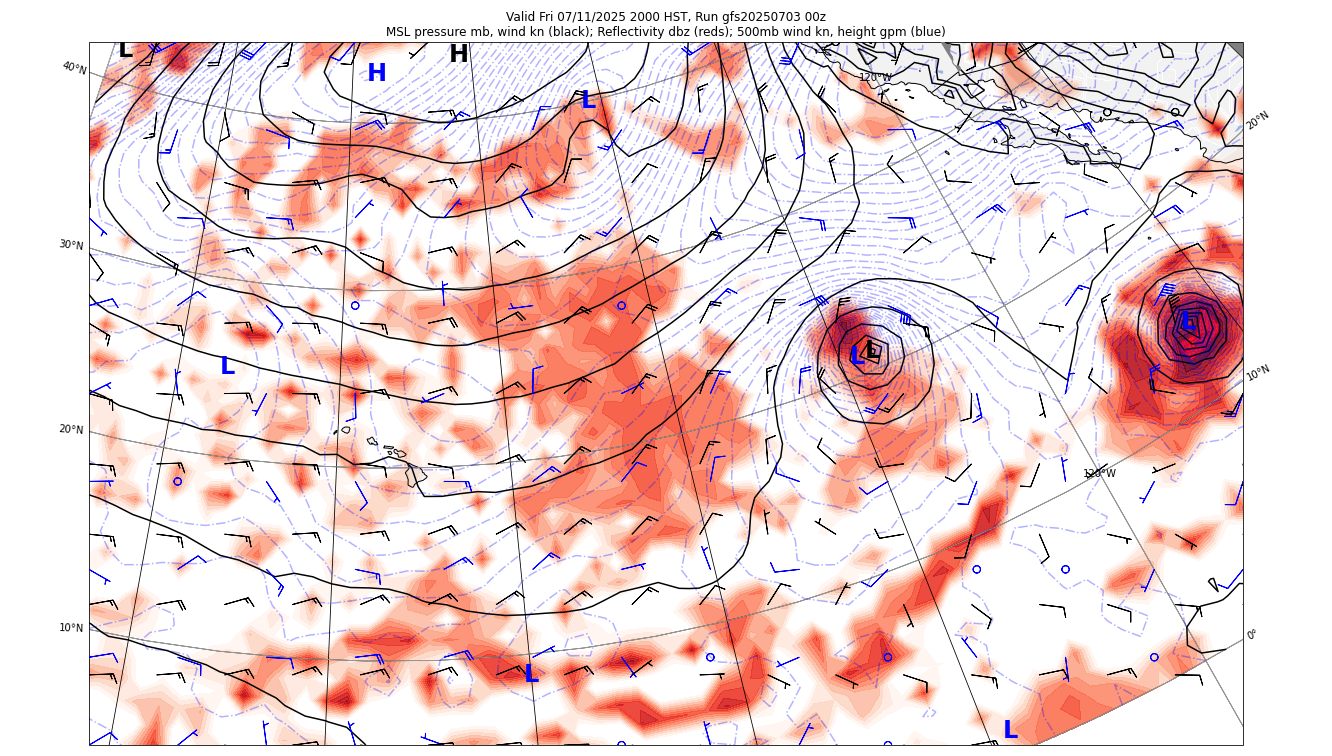 Valid Fri 07/11/2025 2000 HST, Run gfs20250703 00z
MSL pressure mb, wind kn (black); Reflectivity dbz (reds); 500mb wind kn, height gpm (blue)
L
H
H
L
40°N
120°W
20°N
30°N
L
L
L
L
10°N
20°N
120°W
10°N
0°
L
L